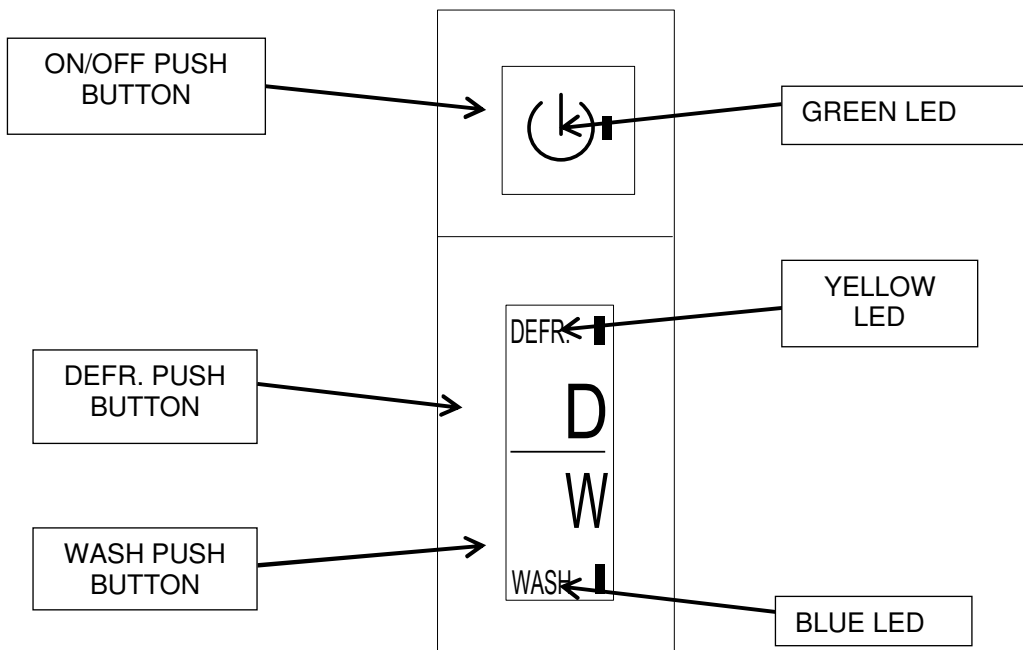 ON/OFF PUSH
BUTTON
GREEN LED
YELLOW
LED
DEFR.
D
DEFR. PUSH
BUTTON
W
WASH PUSH
BUTTON
WASH
BLUE LED